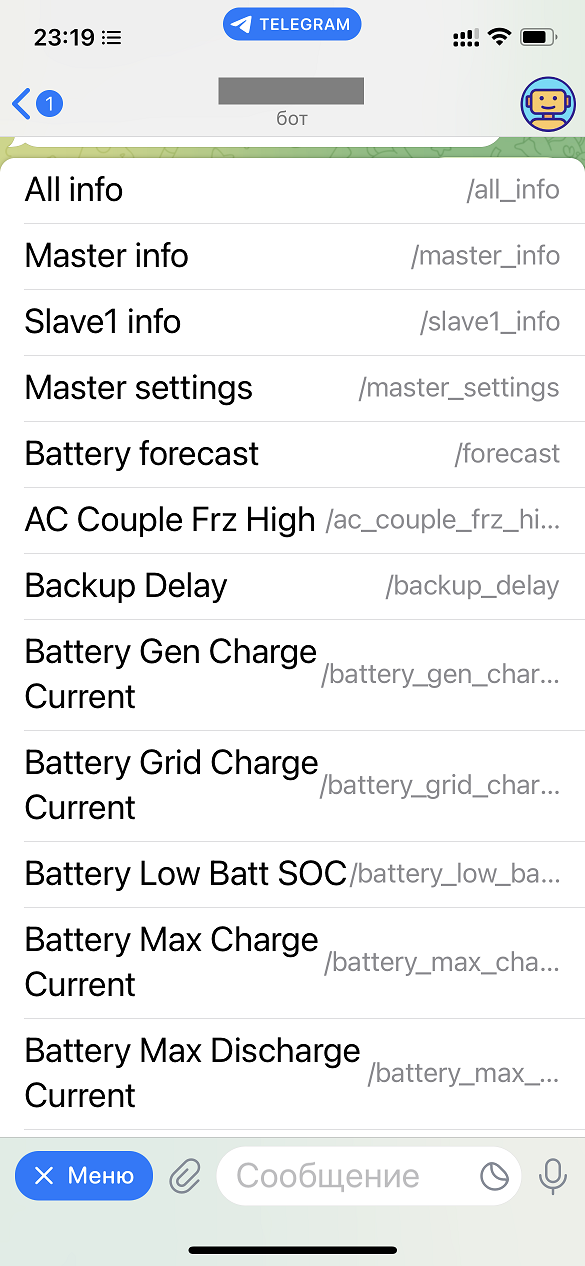 23:19
TELEGRAM
1
бот
All info /all_info
Master info /master_info
Slave1 info /slave1_info
Master settings /master_settings
Battery forecast /forecast
AC Couple Frz High /ac_couple_frz_hi...
Backup Delay /backup_delay
Battery Gen Charge
Current
/battery_gen_char...
Battery Grid Charge
Current
/battery_grid_char...
Battery Low Batt SOC /battery_low_ba...
Battery Max Charge
Current
/battery_max_cha...
Battery Max Discharge
Current
/battery_max_...
Меню
Сообщение